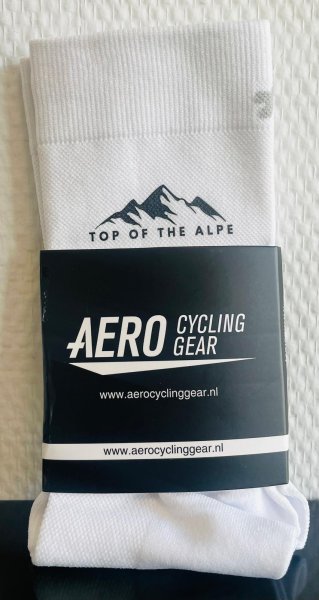 TOP OF THE ALPE
AERO CYCLING GEAR
www.aerocyclinggear.nl
www.aerocyclinggear.nl